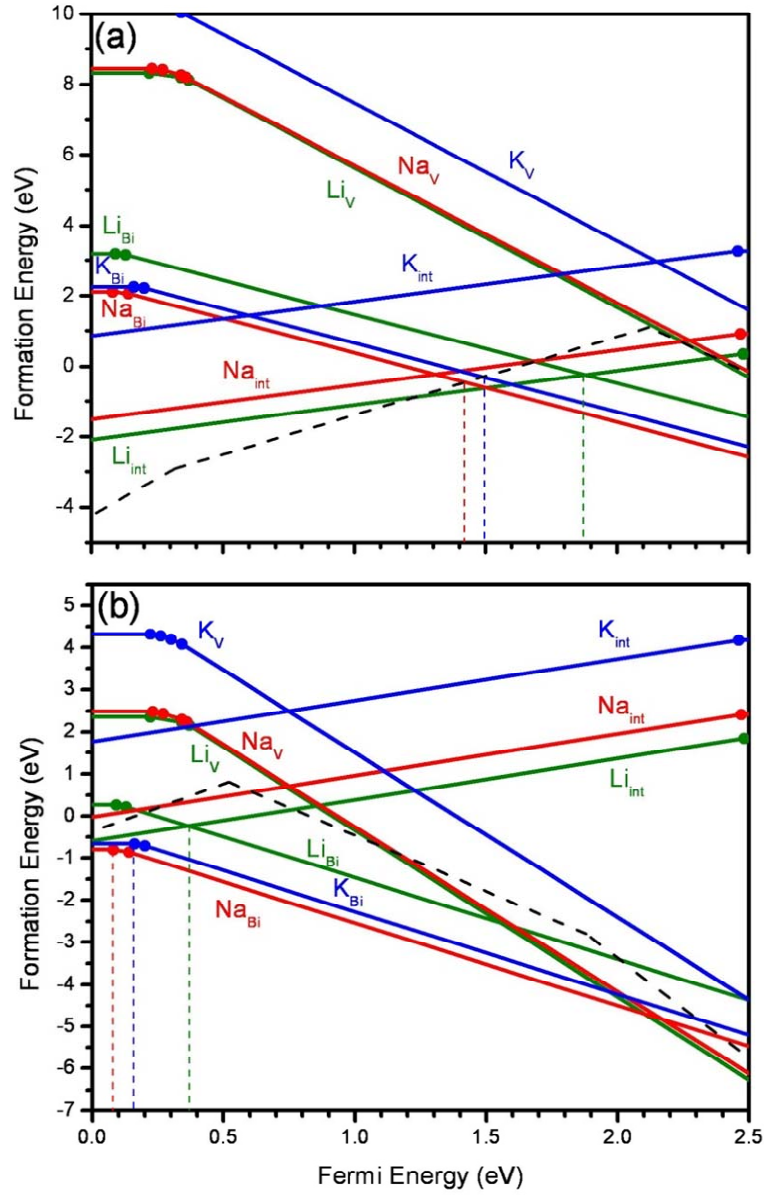 (a)
10
8
6
4
2
0
-2
-4
Formation Energy (eV)
K_V
Na_V
Li_V
Li_Bi
K_Bi
Na_Bi
K_int
Na_int
Li_int
(b)
5
4
3
2
1
0
-1
-2
-3
-4
-5
-6
-7
Formation Energy (eV)
K_V
K_int
Na_V
Na_int
Li_V
Li_int
Li_Bi
K_Bi
Na_Bi
0.0 0.5 1.0 1.5 2.0 2.5
Fermi Energy (eV)